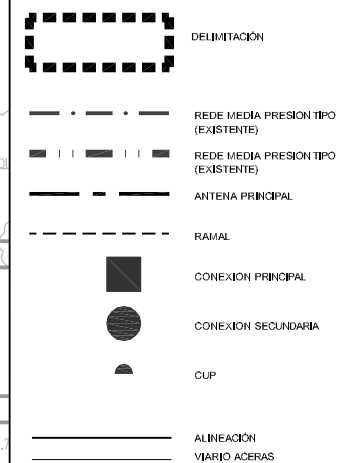 DELIMITACIÓN
REDE MEDIA PRESION TIPO
(EXISTENTE)
REDE MEDIA PRESION TIPO
(EXISTENTE)
ANTENA PRINCIPAL
RAMAL
CONEXION PRINCIPAL
CONEXION SECUNDARIA
CUP
ALINEACIÓN
VIARIO ACERAS